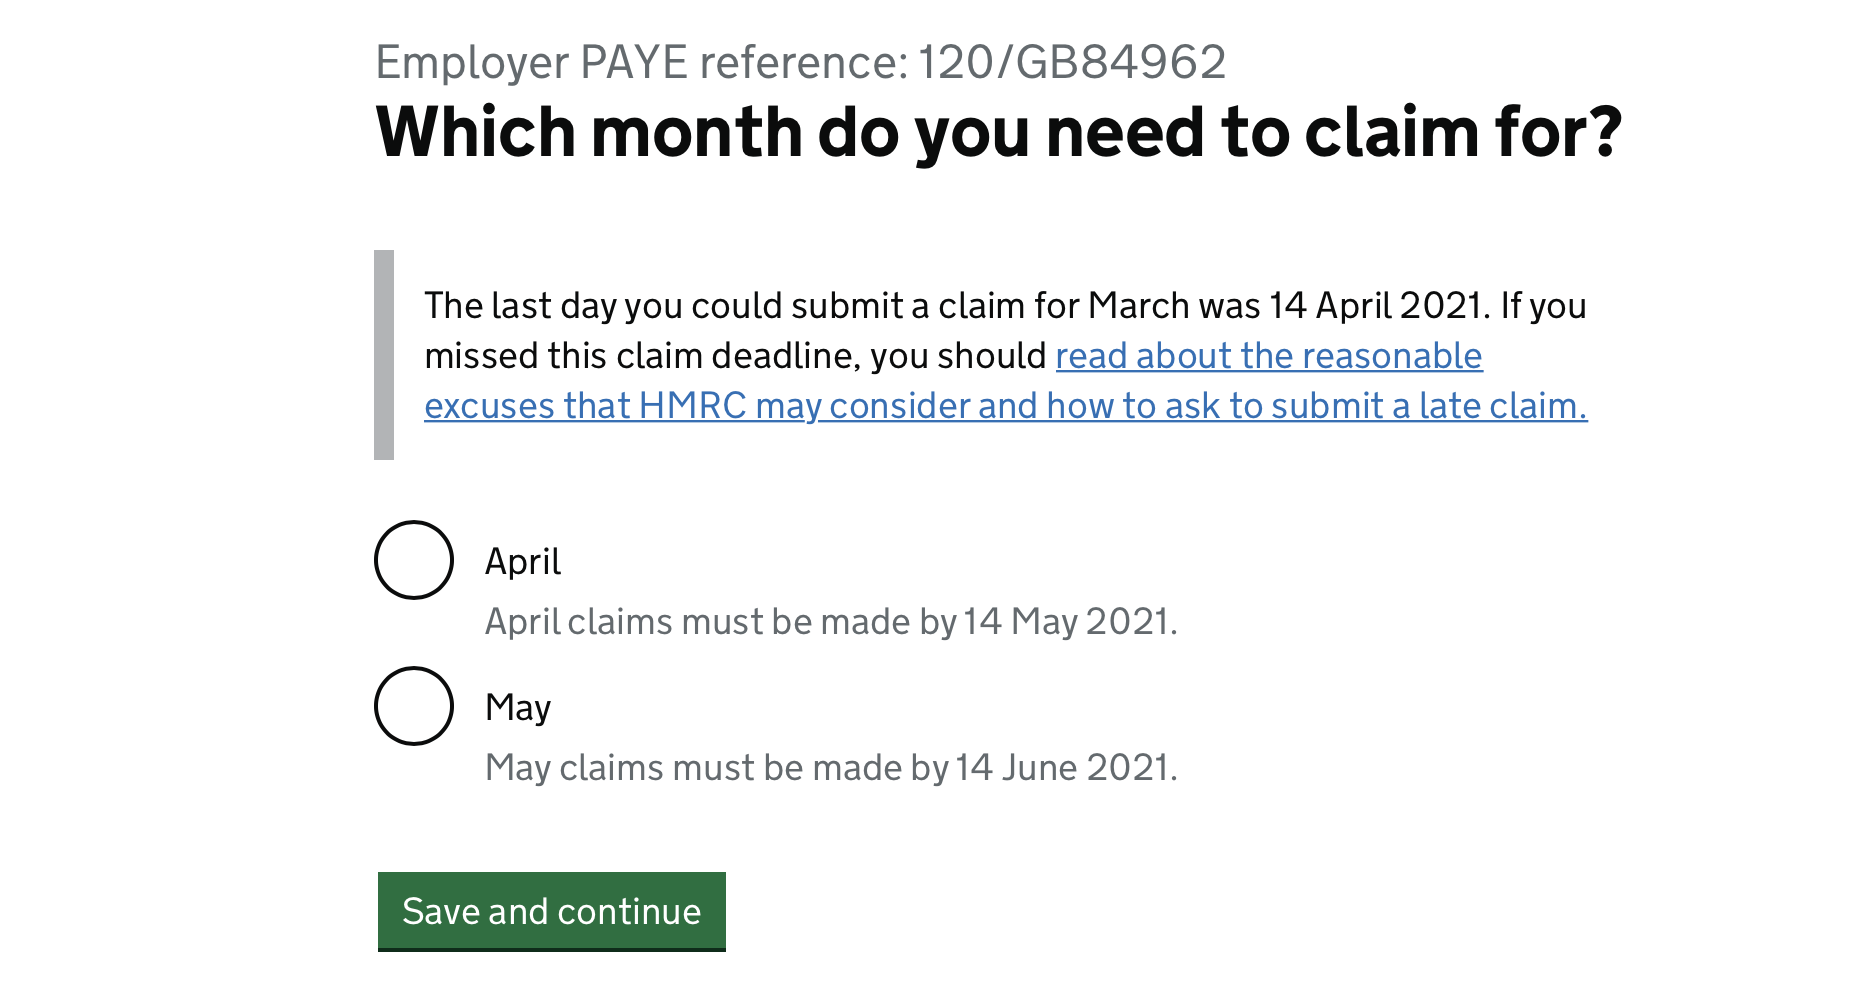 Employer PAYE reference: 120/GB84962
Which month do you need to claim for?
The last day you could submit a claim for March was 14 April 2021. If you
missed this claim deadline, you should read about the reasonable
excuses that HMRC may consider and how to ask to submit a late claim.
April
April claims must be made by 14 May 2021.
May
May claims must be made by 14 June 2021.
Save and continue